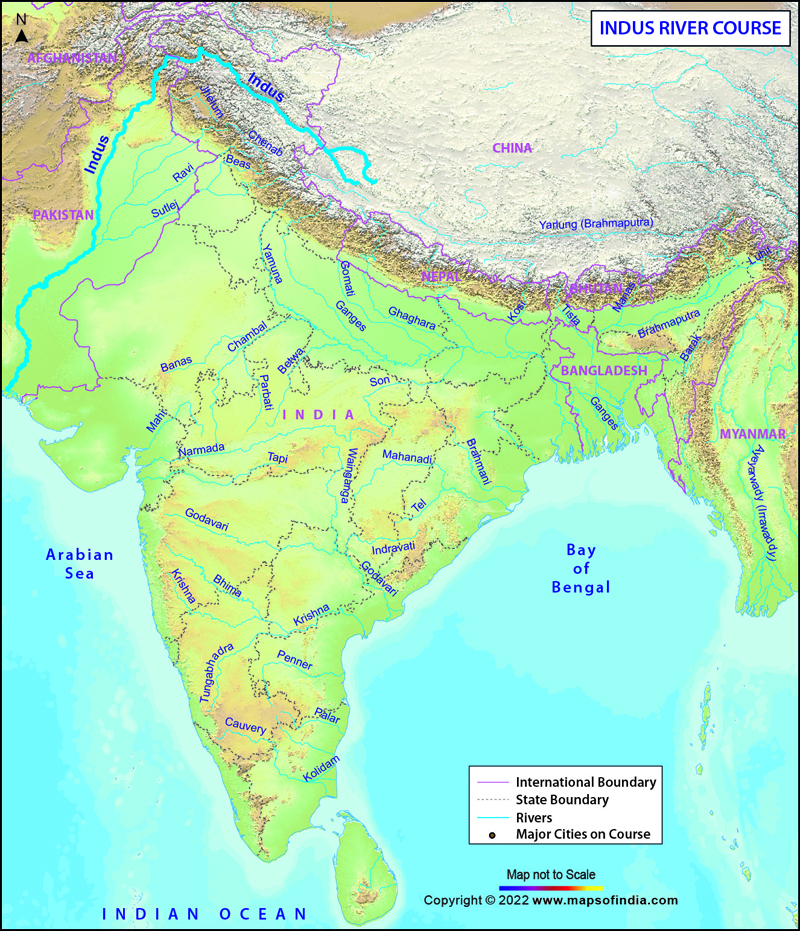 N
INDUS RIVER COURSE
AFGHANISTAN
Indus
Jhelum
Chenab
CHINA
Indus
Ravi
Beas
PAKISTAN
Sutlej
Yarlung (Brahmaputra)
Yamuna
Gomati
NEPAL
BHUTAN
Luhit
Manas
Ganges
Ghaghara
Kosi
Tista
Brahmaputra
Chambal
Banas
Betwa
Barak
Son
Parbati
BANGLADESH
Mahi
INDIA
Ganges
MYANMAR
Narmada
Tapi
Wainganga
Mahanadi
Brahmani
Ayeyarwady (Irrawaddy)
Tel
Godavari
Indravati
Arabian
Sea
Bay
of
Bengal
Krishna
Bhima
Godavari
Krishna
Tungabhadra
Penner
Cauvery
Palar
Kolidam
International Boundary
State Boundary
Rivers
Major Cities on Course
Map not to Scale
Copyright © 2022 www.mapsofindia.com
INDIAN OCEAN